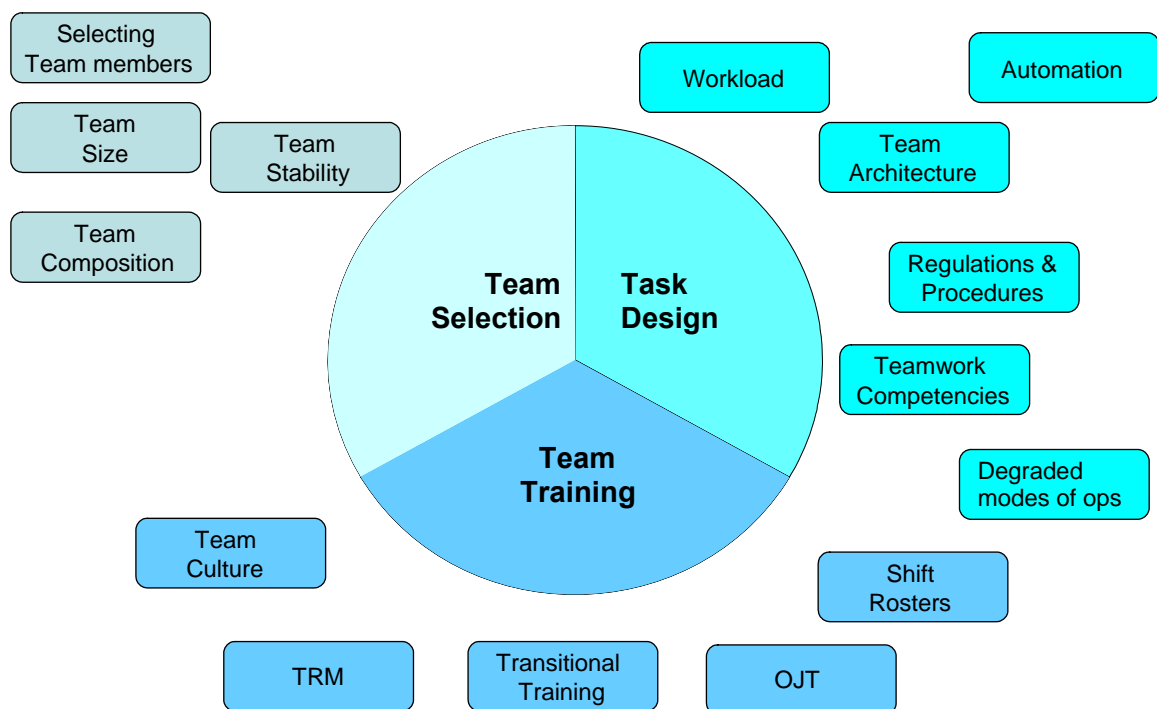 Selecting
Team members
Team
Size
Team
Stability
Team
Composition
Workload
Automation
Team
Architecture
Regulations &
Procedures
Teamwork
Competencies
Degraded
modes of ops
Team
Selection
Task
Design
Team
Training
Team
Culture
TRM
Transitional
Training
OJT
Shift
Rosters